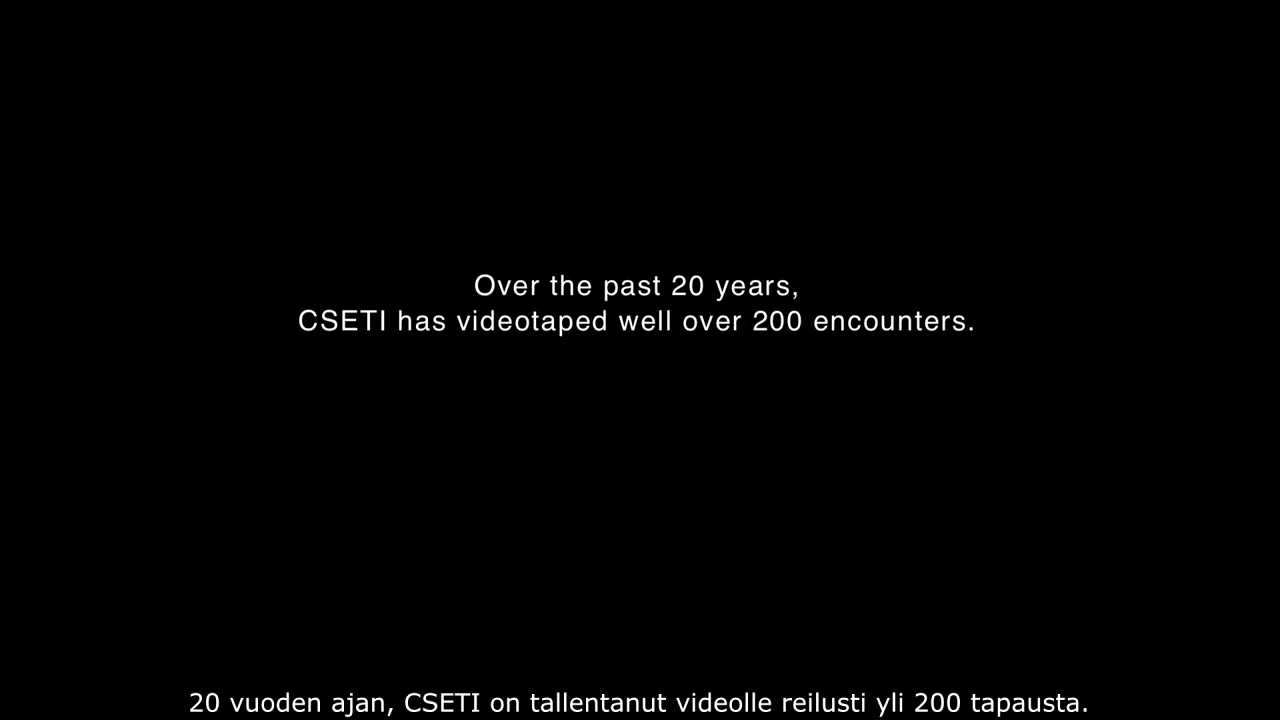 Over the past 20 years,
CSETI has videotaped well over 200 encounters.
20 vuoden ajan, CSETI on tallentanut videolle reilusti yli 200 tapausta.